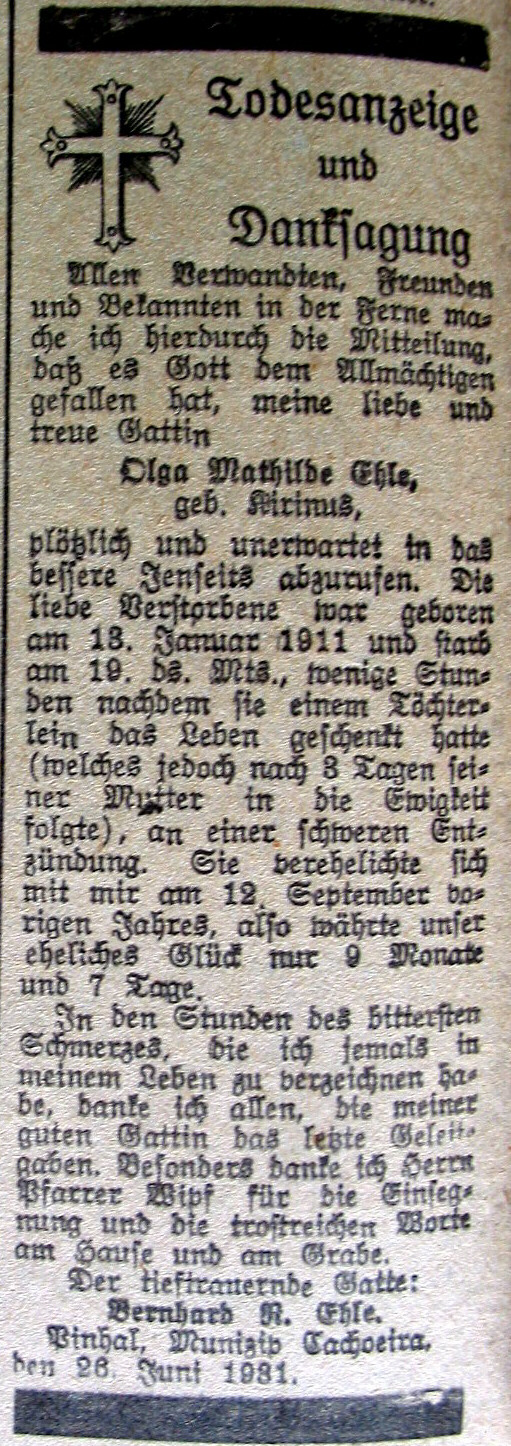 Todesanzeige
und
Danksagung
Allen Verwandten, Freunden
und Bekannten in der Ferne ma-
che ich hierdurch die Mitteilung,
daß es Gott dem Allmächtigen
gefallen hat, meine liebe und
treue Gattin
Olga Mathilde Ehle,
geb. Kirinus,
plötzlich und unerwartet in das
bessere Jenseits abzurufen. Die
liebe Verstorbene war geboren
am 13. Januar 1911 und starb
am 19. ds. Mts., wenige Stun-
den nachdem sie einem Töchter-
lein das Leben geschenkt hatte
(welches jedoch nach 3 Tagen sei-
ner Mutter in die Ewigkeit
folgte), an einer schweren Ent-
zündung. Sie verehelichte sich
mit mir am 12. September vo-
rigen Jahres, also währte unser
eheliches Glück nur 9 Monate
und 7 Tage.
In den Stunden des bittersten
Schmerzes, die ich jemals in
meinem Leben zu verzeichnen ha-
be, danke ich allen, die meiner
guten Gattin das letzte Geleit-
gaben. Besonders danke ich Herrn
Pfarrer Wipf für die Einseg-
nung und die trostreichen Worte
am Hause und am Grabe.
Der tieftrauernde Gatte:
Bernhard R. Ehle.
Pinhal, Munizip Cachoeira,
den 26. Juni 1931.